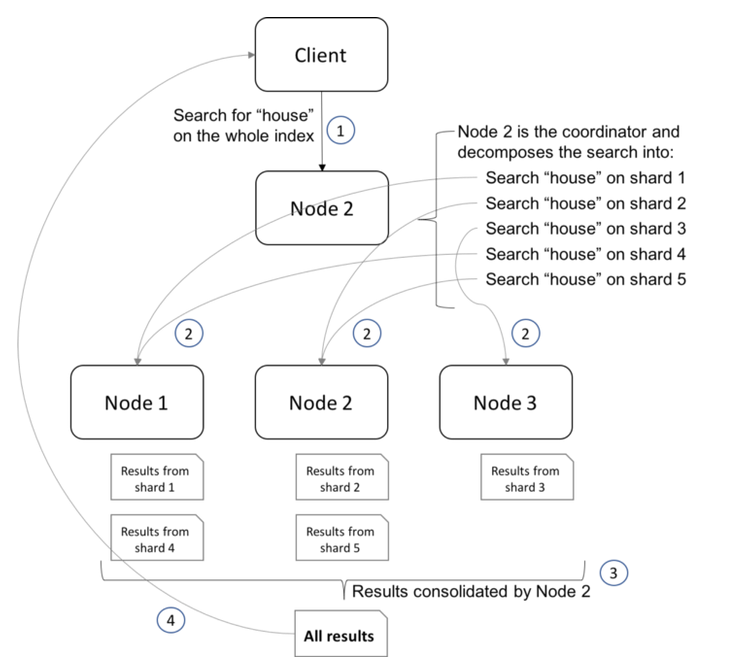 Client
Search for “house”
on the whole index
1
Node 2 is the coordinator and
decomposes the search into:
Search “house” on shard 1
Search “house” on shard 2
Search “house” on shard 3
Search “house” on shard 4
Search “house” on shard 5
Node 2
2
2
2
Node 1
Node 2
Node 3
Results from
shard 1
Results from
shard 2
Results from
shard 3
Results from
shard 4
Results from
shard 5
3
Results consolidated by Node 2
4
All results